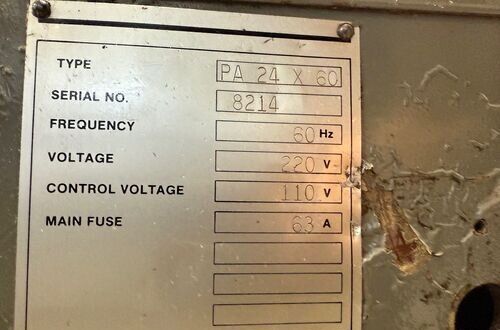 TYPE PA 24 X 60
SERIAL NO. 8214
FREQUENCY 60 Hz
VOLTAGE 220 V
CONTROL VOLTAGE 110 V
MAIN FUSE 63 A